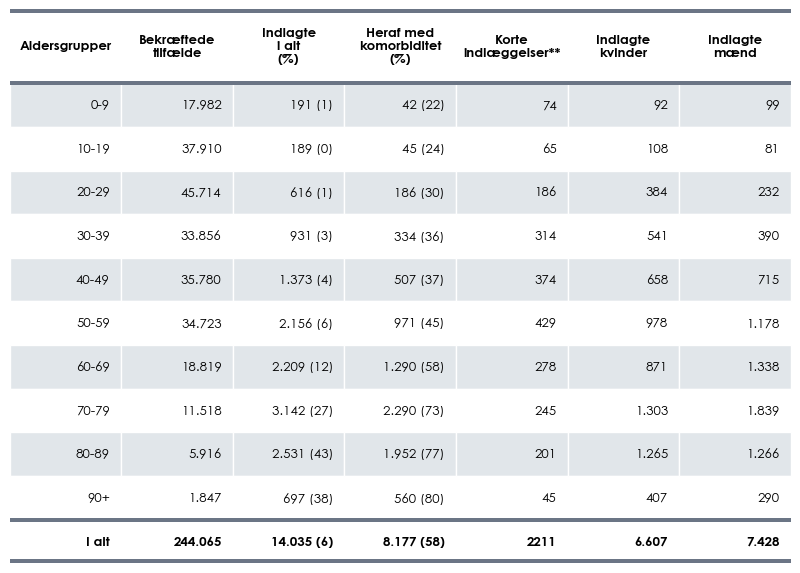 Aldersgrupper Bekræftede tilfælde Indlagte I alt (%) Heraf med komorbiditet (%) Korte indlæggelser** Indlagte kvinder Indlagte mænd
0-9 17.982 191 (1) 42 (22) 74 92 99
10-19 37.910 189 (0) 45 (24) 65 108 81
20-29 45.714 616 (1) 186 (30) 186 384 232
30-39 33.856 931 (3) 334 (36) 314 541 390
40-49 35.780 1.373 (4) 507 (37) 374 658 715
50-59 34.723 2.156 (6) 971 (45) 429 978 1.178
60-69 18.819 2.209 (12) 1.290 (58) 278 871 1.338
70-79 11.518 3.142 (27) 2.290 (73) 245 1.303 1.839
80-89 5.916 2.531 (43) 1.952 (77) 201 1.265 1.266
90+ 1.847 697 (38) 560 (80) 45 407 290
I alt 244.065 14.035 (6) 8.177 (58) 2211 6.607 7.428